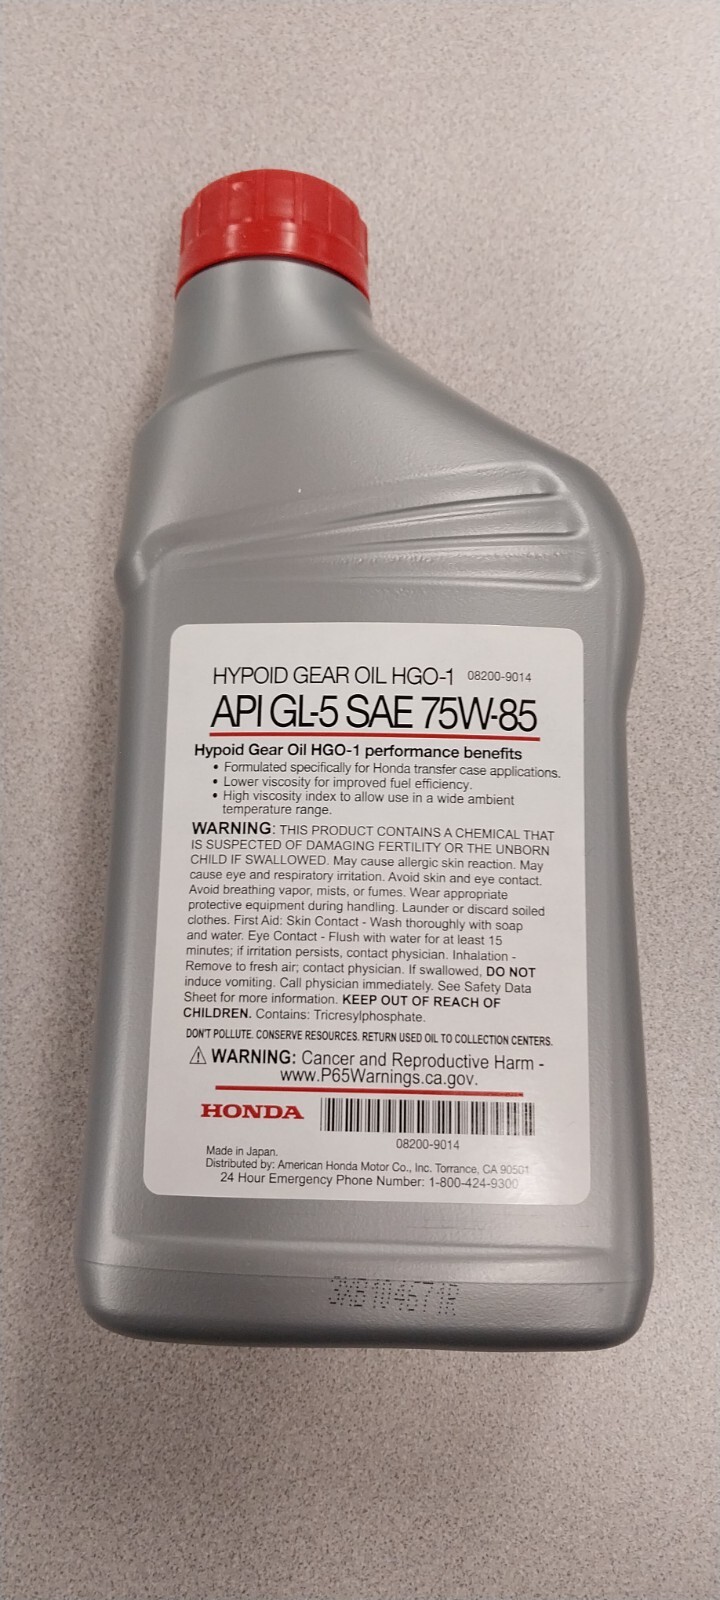 HYPOID GEAR OIL HGO-1 08200-9014
API GL-5 SAE 75W-85
Hypoid Gear Oil HGO-1 performance benefits
• Formulated specifically for Honda transfer case applications.
• Lower viscosity for improved fuel efficiency.
• High viscosity index to allow use in a wide ambient
temperature range.
WARNING: THIS PRODUCT CONTAINS A CHEMICAL THAT
IS SUSPECTED OF DAMAGING FERTILITY OR THE UNBORN
CHILD IF SWALLOWED. May cause allergic skin reaction. May
cause eye and respiratory irritation. Avoid skin and eye contact.
Avoid breathing vapor, mists, or fumes. Wear appropriate
protective equipment during handling. Launder or discard soiled
clothes. First Aid: Skin Contact - Wash thoroughly with soap
and water. Eye Contact - Flush with water for at least 15
minutes; if irritation persists, contact physician. Inhalation -
Remove to fresh air; contact physician. If swallowed, DO NOT
induce vomiting. Call physician immediately. See Safety Data
Sheet for more information. KEEP OUT OF REACH OF
CHILDREN. Contains: Tricresylphosphate.
DON'T POLLUTE. CONSERVE RESOURCES. RETURN USED OIL TO COLLECTION CENTERS.
⚠ WARNING: Cancer and Reproductive Harm -
www.P65Warnings.ca.gov.
HONDA
08200-9014
Made in Japan.
Distributed by: American Honda Motor Co., Inc. Torrance, CA 90501
24 Hour Emergency Phone Number: 1-800-424-9300